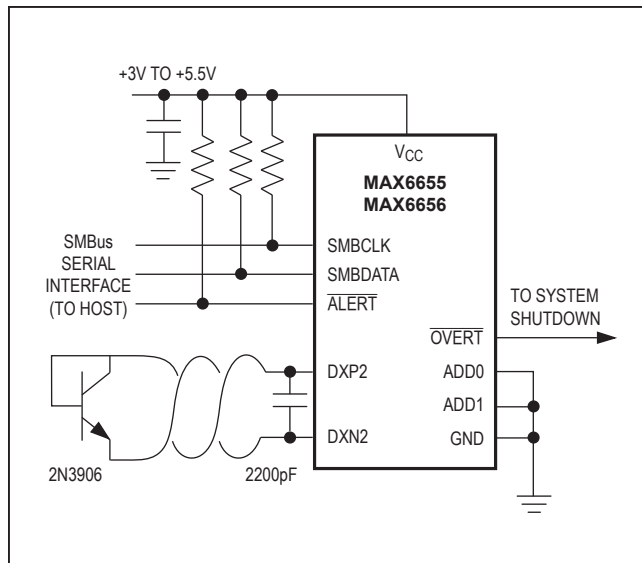 +3V TO +5.5V
VCC
MAX6655
MAX6656
SMBus
SERIAL
INTERFACE
(TO HOST)
SMBCLK
SMBDATA
ALERT
TO SYSTEM
SHUTDOWN
OVERT
DXP2
ADD0
ADD1
DXN2
GND
2N3906
2200pF